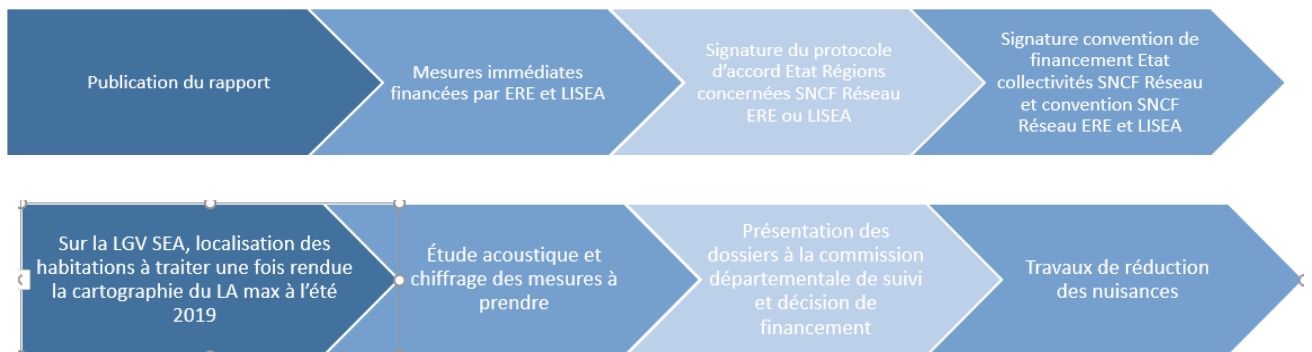 Publication du rapport
Mesures immédiates
financées par ERE et LISEA
Signature du protocole
d’accord Etat Régions
concernées SNCF Réseau
ERE ou LISEA
Signature convention de
financement Etat
collectivités SNCF Réseau
et convention SNCF
Réseau ERE et LISEA
Sur la LGV SEA, localisation des
habitations à traiter une fois rendue
la cartographie du LA max à l’été
2019
Étude acoustique et
chiffrage des mesures à
prendre
Présentation des
dossiers à la commission
départementale de suivi
et décision de
financement
Travaux de réduction
des nuisances